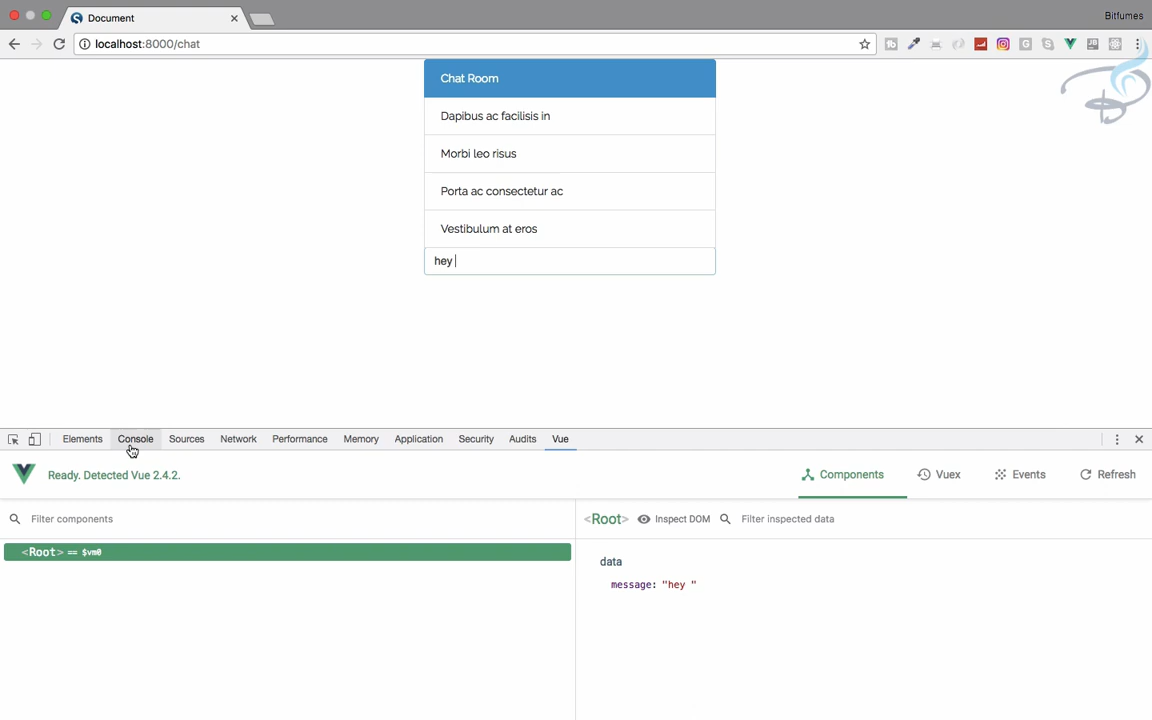 Document
Bitfumes
localhost:8000/chat
Chat Room
Dapibus ac facilisis in
Morbi leo risus
Porta ac consectetur ac
Vestibulum at eros
hey
Elements Console Sources Network Performance Memory Application Security Audits Vue
Ready. Detected Vue 2.4.2.
Components Vuex Events Refresh
Filter components
<Root> Inspect DOM Filter inspected data
<Root> == $vm0
data
message: "hey "